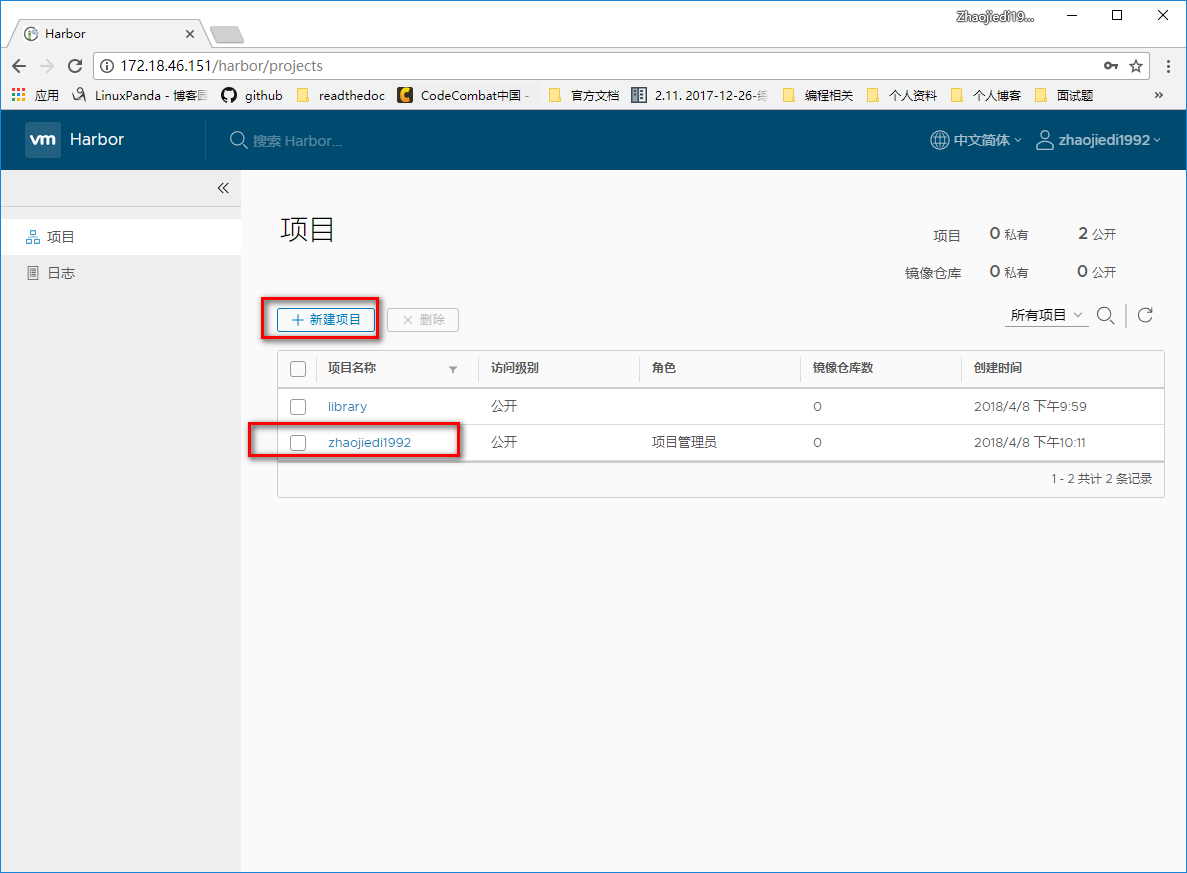 Zhaojiedi19...
Harbor
172.18.46.151/harbor/projects
应用 LinuxPanda - 博客园 github readthedoc CodeCombat中国 - 官方文档 2.11. 2017-12-26-练 编程相关 个人资料 个人博客 面试题 »
vm Harbor 搜索 Harbor... 中文简体 zhaojiedi1992
项目
日志
项目
项目 0 私有 2 公开
镜像仓库 0 私有 0 公开
+ 新建项目 × 删除 所有项目
项目名称 访问级别 角色 镜像仓库数 创建时间
library 公开 0 2018/4/8 下午9:59
zhaojiedi1992 公开 项目管理员 0 2018/4/8 下午10:11
1 - 2 共计 2 条记录